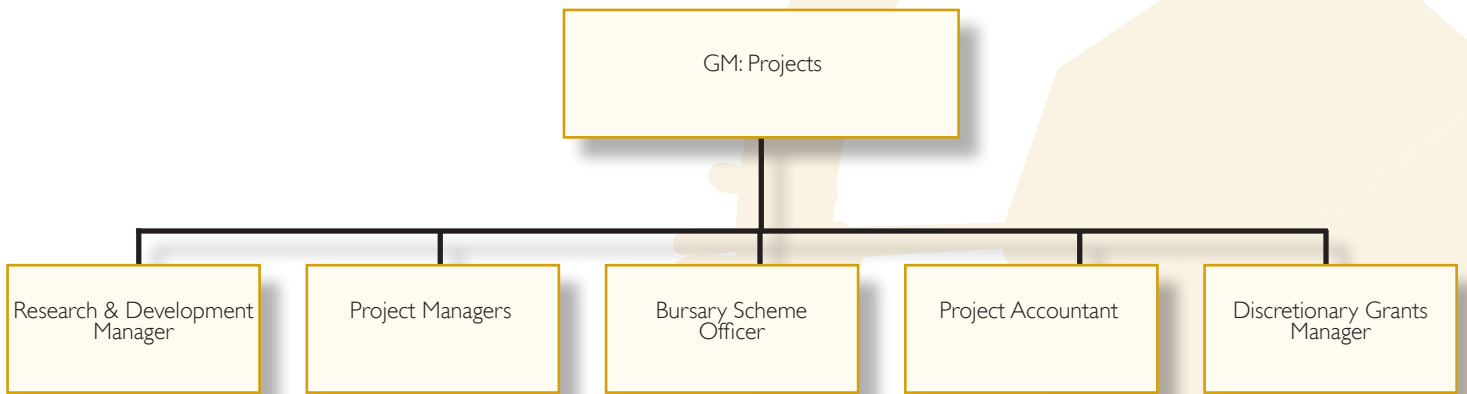 GM: Projects
Research & Development
Manager
Project Managers
Bursary Scheme
Officer
Project Accountant
Discretionary Grants
Manager